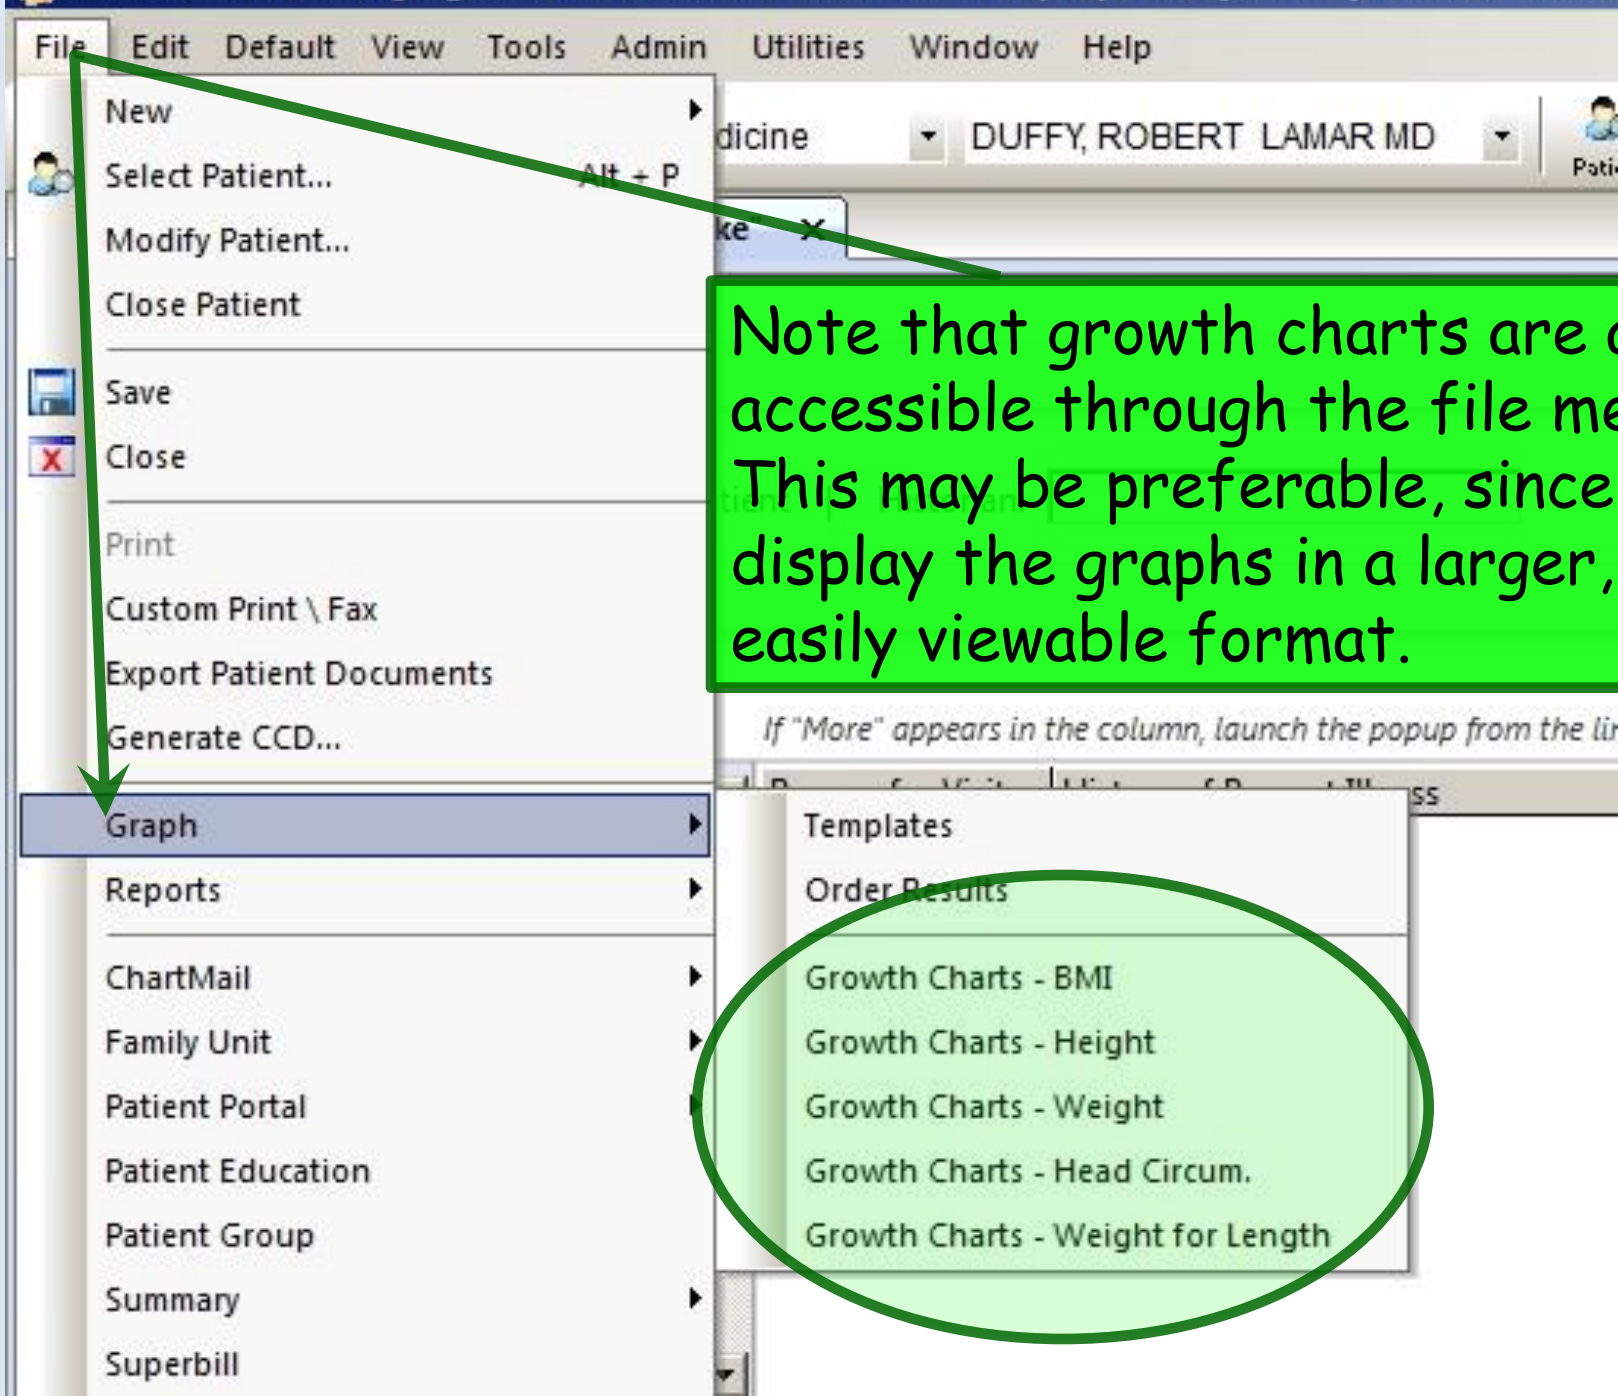 File Edit Default View Tools Admin Utilities Window Help
New
dicine DUFFY, ROBERT LAMAR MD
Select Patient... Alt + P
Modify Patient...
ke" X
Close Patient
Save
Close
Print
Custom Print \ Fax
Export Patient Documents
Generate CCD...
Graph
Reports
ChartMail
Family Unit
Patient Portal
Patient Education
Patient Group
Summary
Superbill
Note that growth charts are
accessible through the file me
This may be preferable, since
display the graphs in a larger,
easily viewable format.
If "More" appears in the column, launch the popup from the
ss
Templates
Order Results
Growth Charts - BMI
Growth Charts - Height
Growth Charts - Weight
Growth Charts - Head Circum.
Growth Charts - Weight for Length